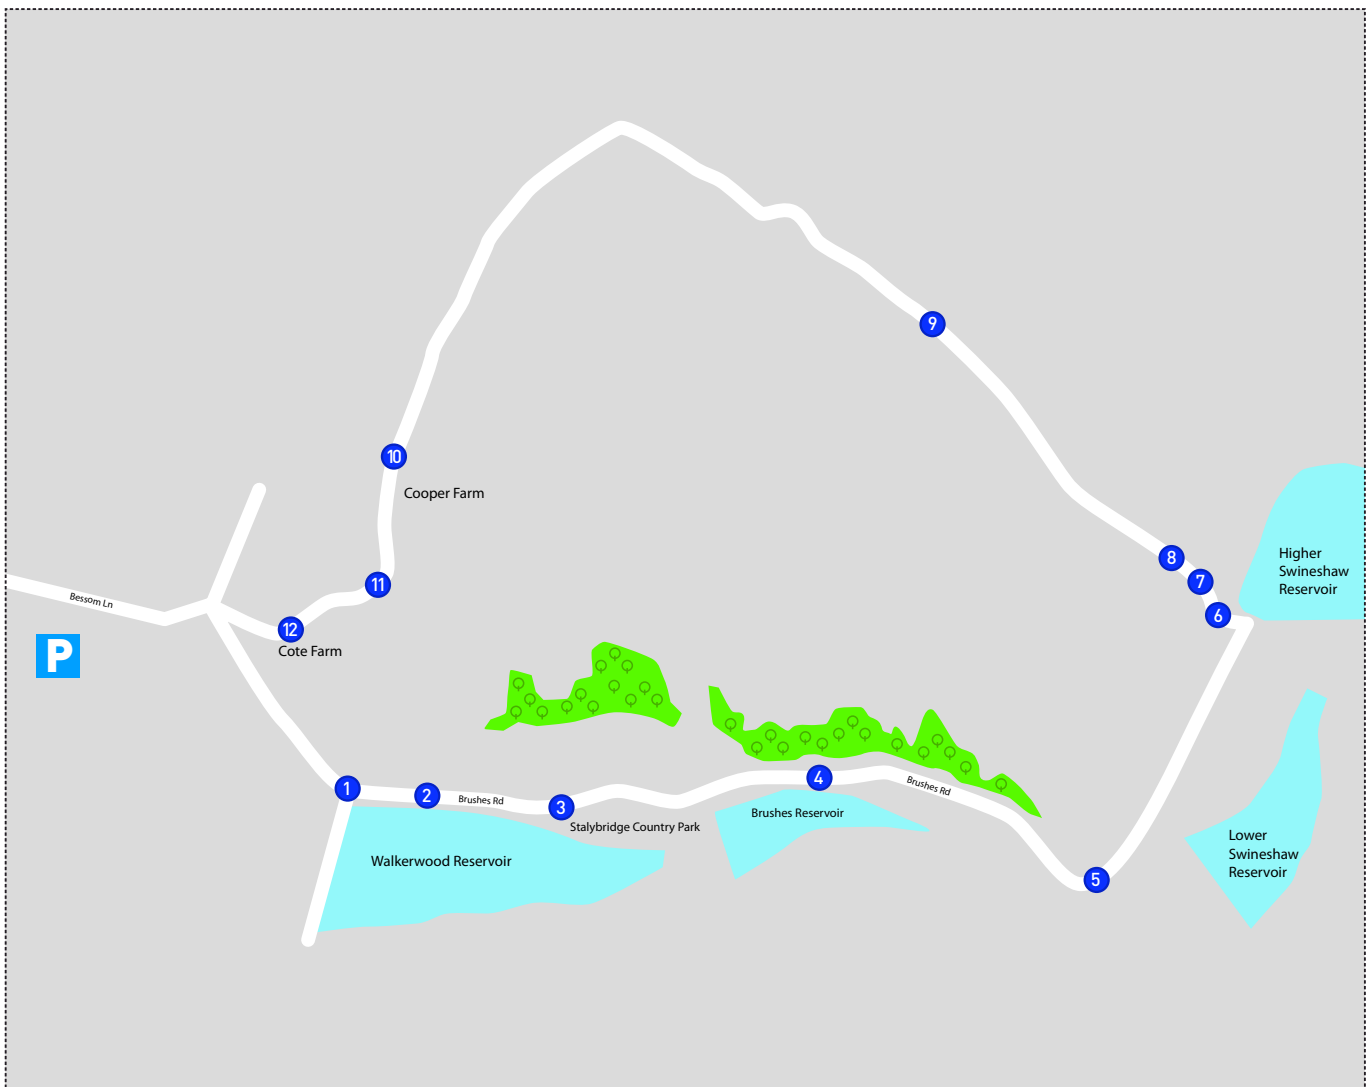 9
10
Cooper Farm
8
Higher
Swineshaw
Reservoir
7
11
Bessom Ln
6
12
Cote Farm
P
4
Brushes Rd
1
2
Brushes Rd
3
Brushes Reservoir
Stalybridge Country Park
Walkerwood Reservoir
Lower
Swineshaw
Reservoir
5